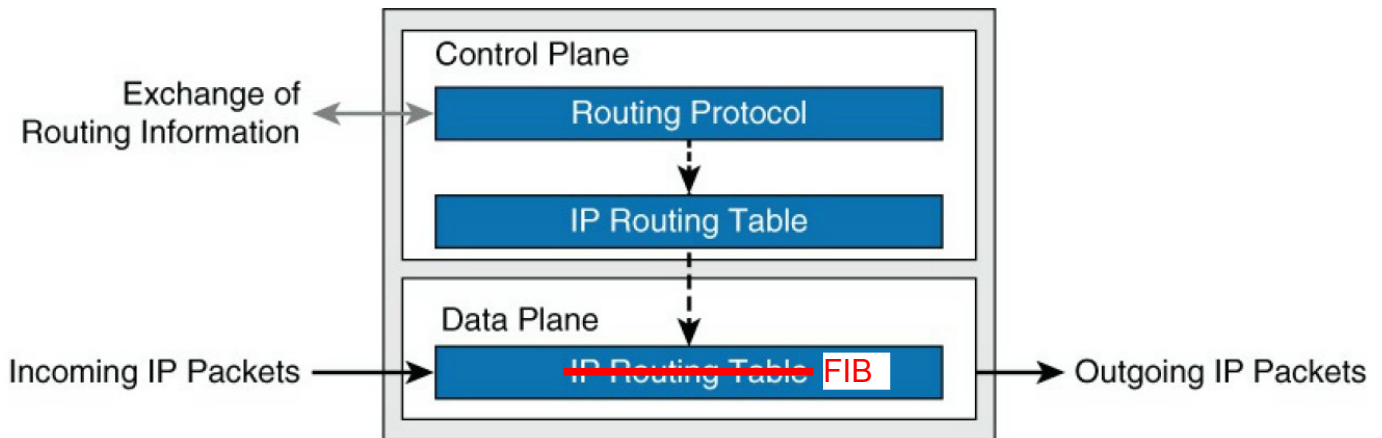 Control Plane
Exchange of
Routing Information
Routing Protocol
IP Routing Table
Data Plane
Incoming IP Packets
IP Routing Table FIB
Outgoing IP Packets